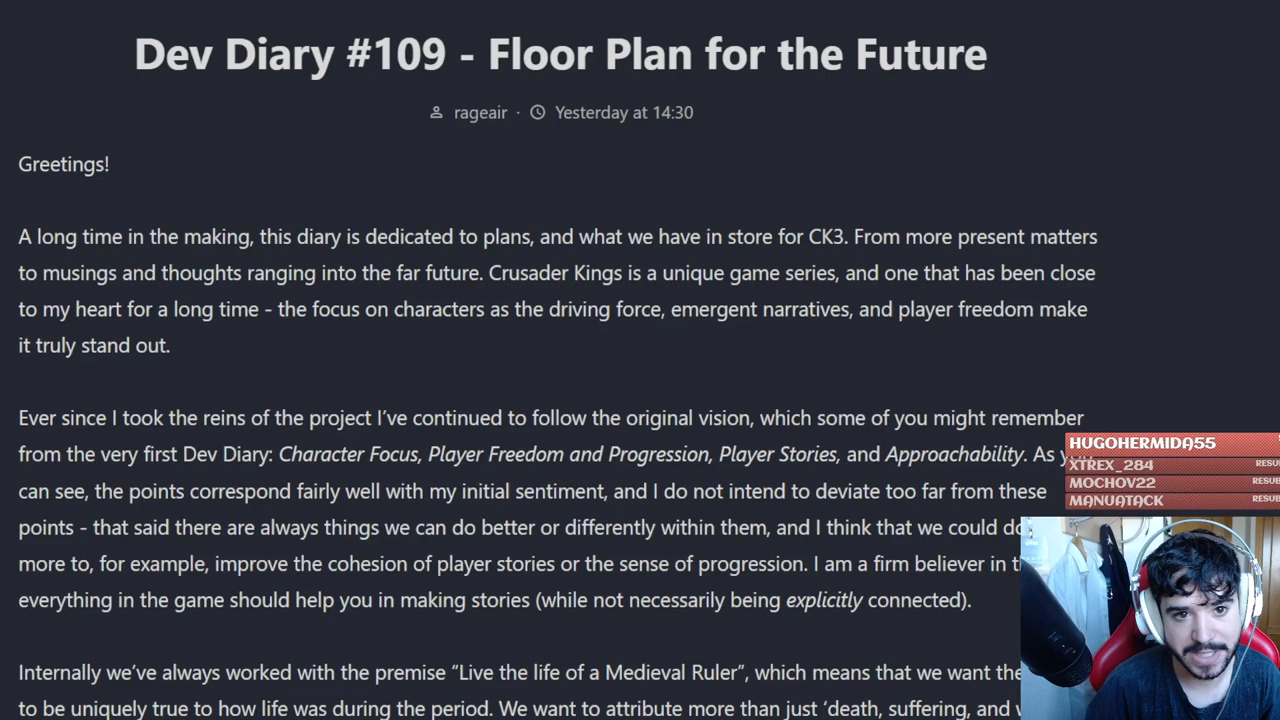 Dev Diary #109 - Floor Plan for the Future
rageair · Yesterday at 14:30
Greetings!
A long time in the making, this diary is dedicated to plans, and what we have in store for CK3. From more present matters
to musings and thoughts ranging into the far future. Crusader Kings is a unique game series, and one that has been close
to my heart for a long time - the focus on characters as the driving force, emergent narratives, and player freedom make
it truly stand out.
Ever since I took the reins of the project I've continued to follow the original vision, which some of you might remember
from the very first Dev Diary: Character Focus, Player Freedom and Progression, Player Stories, and Approachability. As
can see, the points correspond fairly well with my initial sentiment, and I do not intend to deviate too far from these
points - that said there are always things we can do better or differently within them, and I think that we could do
more to, for example, improve the cohesion of player stories or the sense of progression. I am a firm believer in
everything in the game should help you in making stories (while not necessarily being explicitly connected).
Internally we've always worked with the premise “Live the life of a Medieval Ruler”, which means that we want
to be uniquely true to how life was during the period. We want to attribute more than just ‘death, suffering, and
HUGOHERMIDA55
XTREX_284 RESU
MOCHOV22 RESUB
MANUATACK RESUB